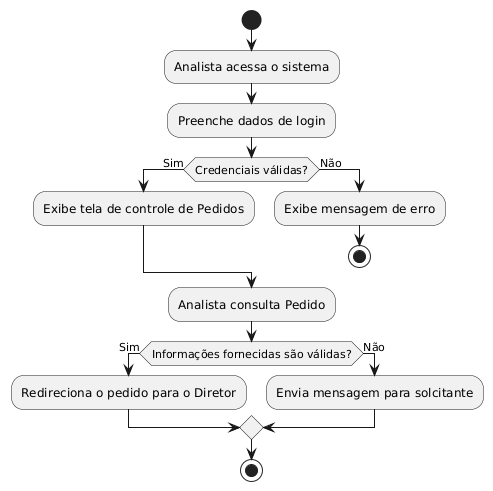 Analista acessa o sistema
Preenche dados de login
Credenciais válidas?
Sim
Não
Exibe tela de controle de Pedidos
Exibe mensagem de erro
Analista consulta Pedido
Informações fornecidas são válidas?
Sim
Não
Redireciona o pedido para o Diretor
Envia mensagem para solcitante